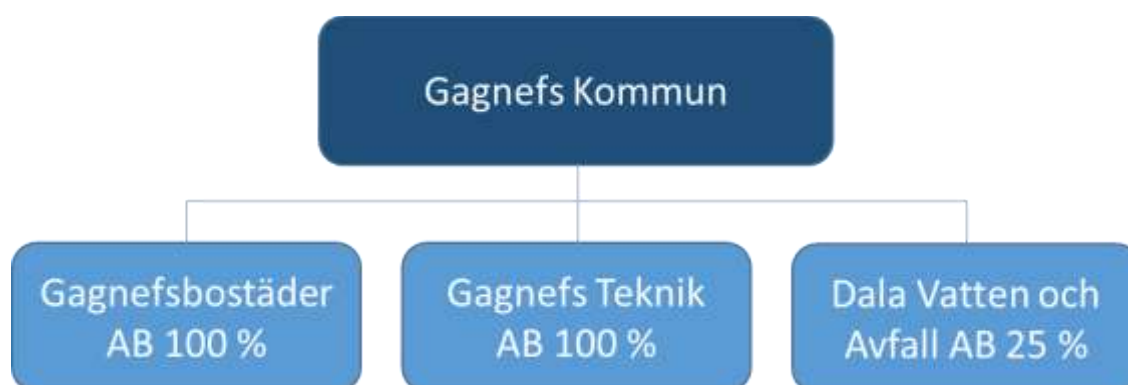 Gagnefs Kommun
Gagnefsbostäder
AB 100 %
Gagnefs Teknik
AB 100 %
Dala Vatten och
Avfall AB 25 %